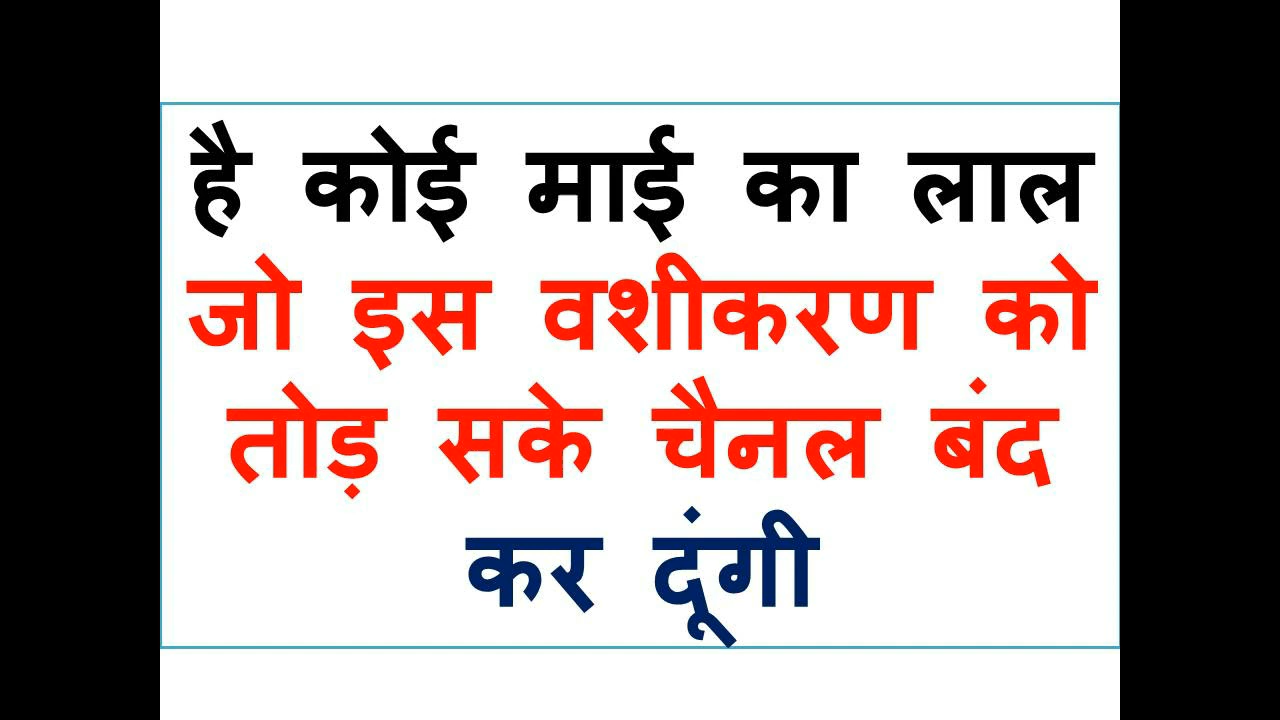 है कोई माई का लाल
जो इस वशीकरण को
तोड़ सके चैनल बंद
कर दूंगी